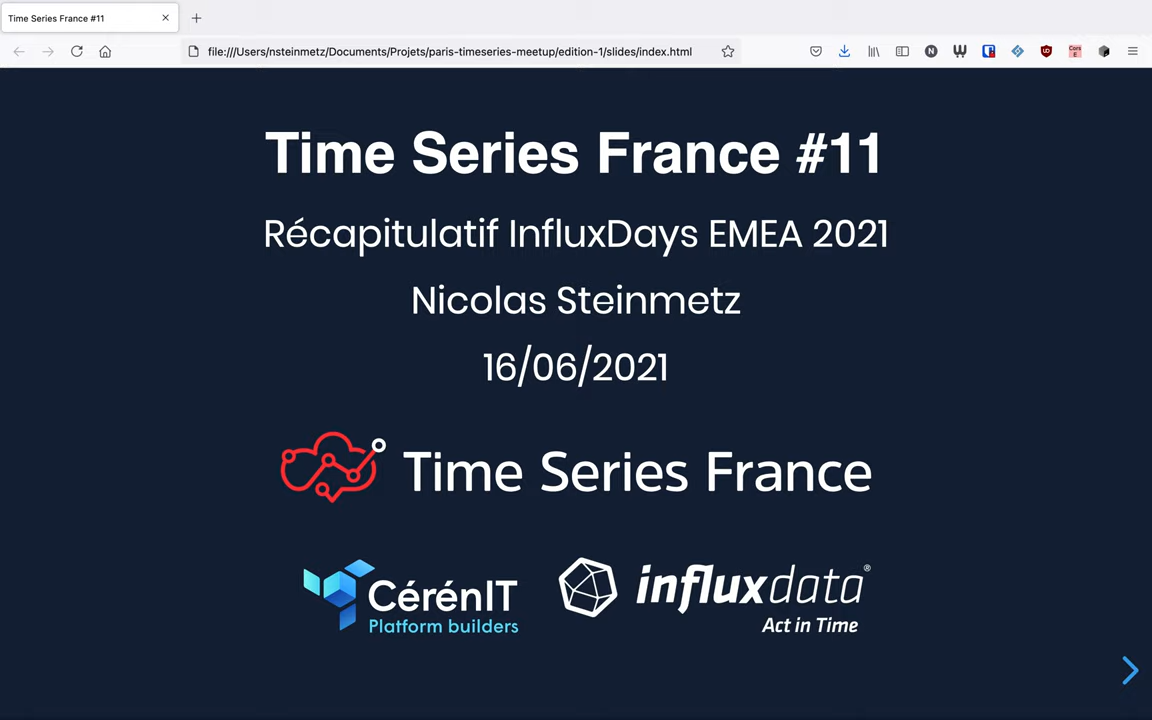 Time Series France #11
file:///Users/nsteinmetz/Documents/Projets/paris-timeseries-meetup/edition-1/slides/index.html
Time Series France #11
Récapitulatif InfluxDays EMEA 2021
Nicolas Steinmetz
16/06/2021
Time Series France
CérénIT
Platform builders
influxdata®
Act in Time